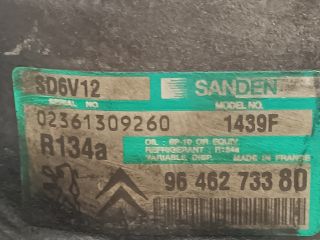 SD6V12 SANDEN
SERIAL NO MODEL NO.
02361309260 1439F
R134a
OIL : SP-10 OR EQUIV
REFRIGERANT : R134a
VARIABLE DISP. MADE IN FRANCE
96 462 733 80